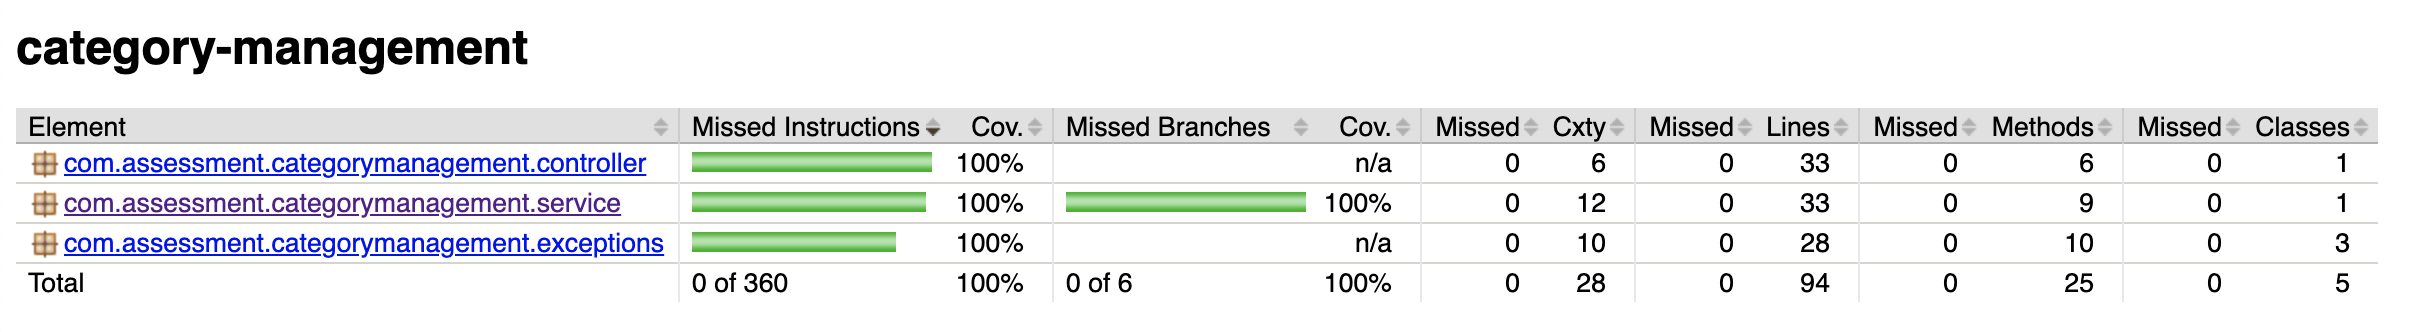 category-management
Element Missed Instructions Cov. Missed Branches Cov. Missed Cxty Missed Lines Missed Methods Missed Classes
com.assessment.categorymanagement.controller 100% n/a 0 6 0 33 0 6 0 1
com.assessment.categorymanagement.service 100% 100% 0 12 0 33 0 9 0 1
com.assessment.categorymanagement.exceptions 100% n/a 0 10 0 28 0 10 0 3
Total 0 of 360 100% 0 of 6 100% 0 28 0 94 0 25 0 5